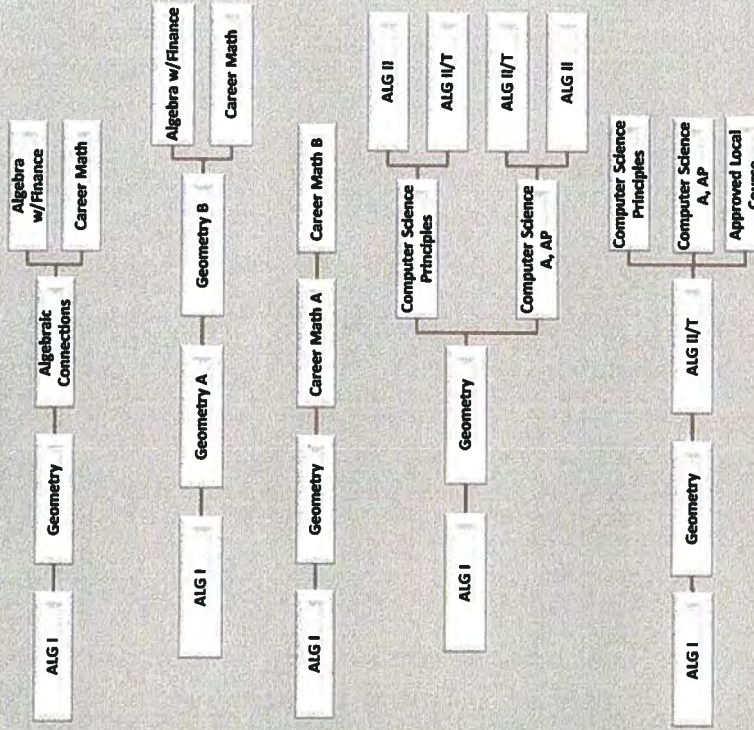 ALG I
Geometry
Algebraic
Connections
Algebra
w/Finance
Career Math
ALG I
Geometry A
Geometry B
Algebra w/Finance
Career Math
ALG I
Geometry
Career Math A
Career Math B
ALG I
Geometry
Computer Science
Principles
ALG II
ALG II/T
Computer Science
A, AP
ALG II/T
ALG II
ALG I
Geometry
ALG II/T
Computer Science
Principles
Computer Science
A, AP
Approved Local
Course